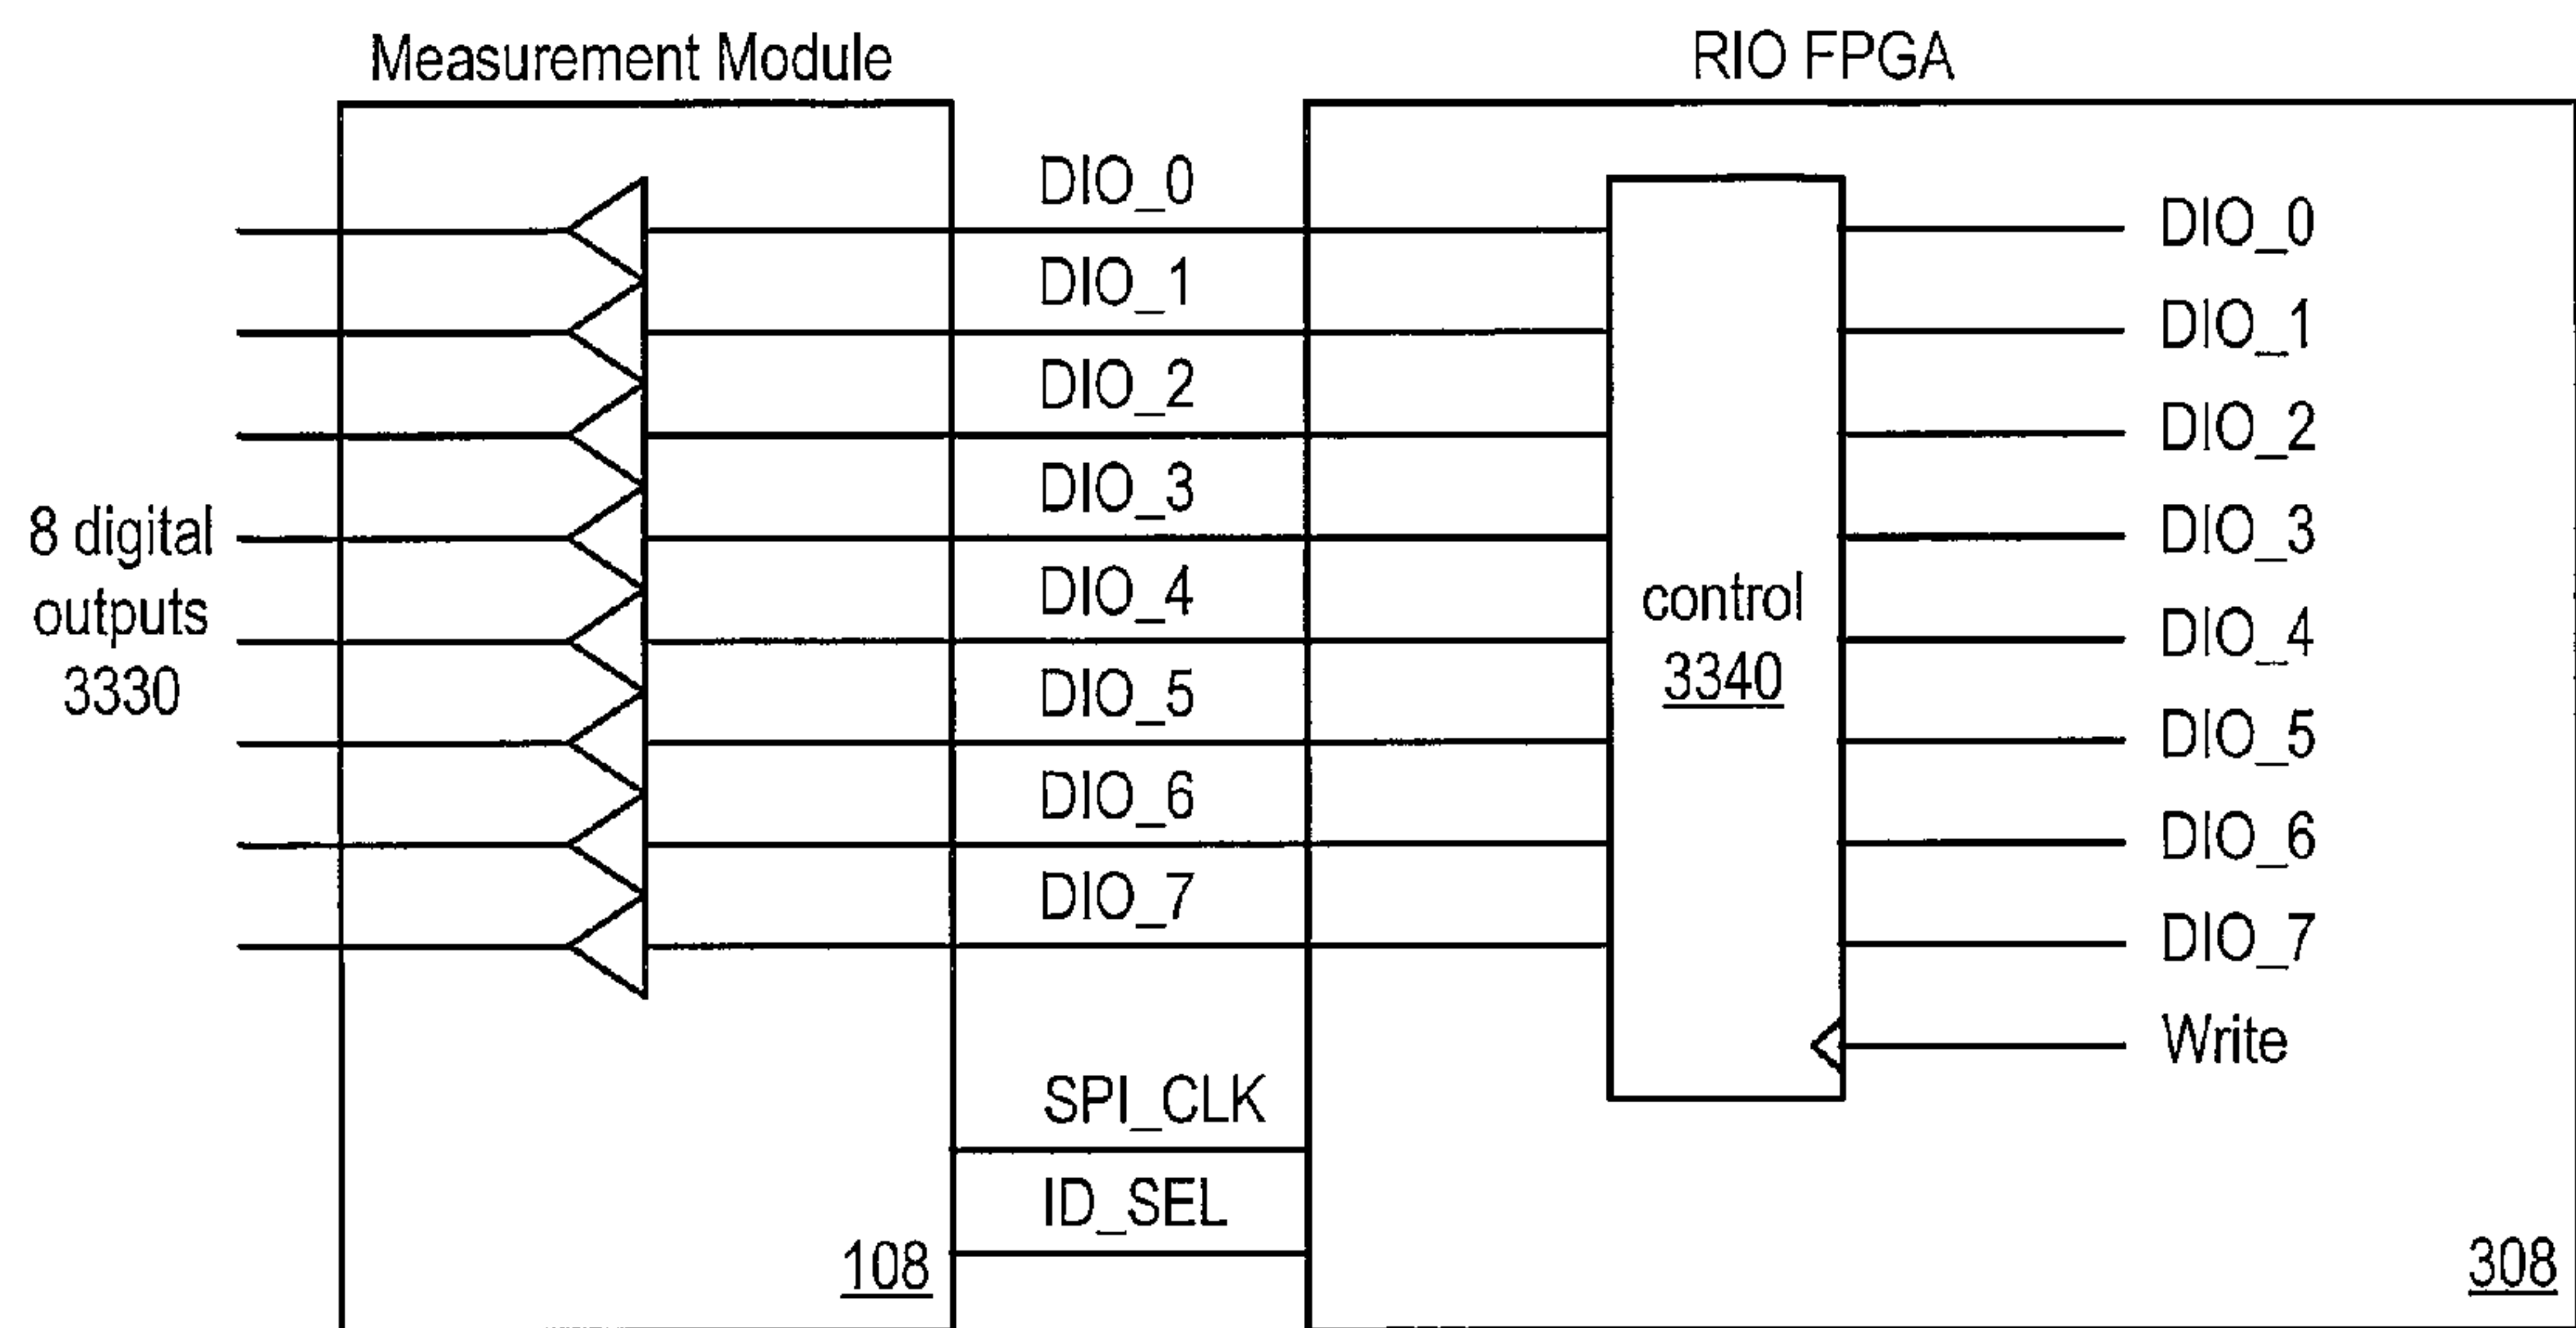 Measurement Module
RIO FPGA
DIO_0
DIO_1
DIO_2
DIO_3
DIO_4
DIO_5
DIO_6
DIO_7
SPI_CLK
ID_SEL
8 digital
outputs
3330
108
control
3340
DIO_0
DIO_1
DIO_2
DIO_3
DIO_4
DIO_5
DIO_6
DIO_7
Write
308